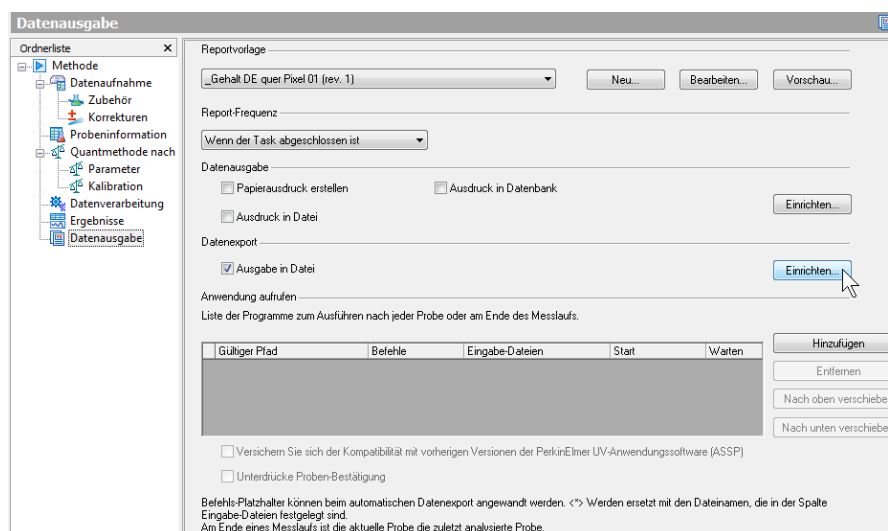 Datenausgabe
Ordnerliste
Methode
Datenaufnahme
Zubehör
Korrekturen
Probeninformation
Quantmethode nach
Parameter
Kalibration
Datenverarbeitung
Ergebnisse
Datenausgabe
Reportvorlage
_Gehalt DE quer Pixel 01 (rev. 1)
Neu...
Bearbeiten...
Vorschau...
Report-Frequenz
Wenn der Task abgeschlossen ist
Datenausgabe
Papierausdruck erstellen
Ausdruck in Datenbank
Einrichten...
Ausdruck in Datei
Datenexport
Ausgabe in Datei
Einrichten...
Anwendung aufrufen
Liste der Programme zum Ausführen nach jeder Probe oder am Ende des Messlaufs.
Gültiger Pfad Befehle Eingabe-Dateien Start Warten
Hinzufügen
Entfernen
Nach oben verschiebe
Nach unten verschiebe
Versichern Sie sich der Kompatibilität mit vorherigen Versionen der PerkinElmer UV-Anwendungssoftware (ASSP)
Unterdrücke Proben-Bestätigung
Befehls-Platzhalter können beim automatischen Datenexport angewandt werden. <*> Werden ersetzt mit den Dateinamen, die in der Spalte
Eingabe-Dateien festgelegt sind.
Am Ende eines Messlaufs ist die aktuelle Probe die zuletzt analysierte Probe.